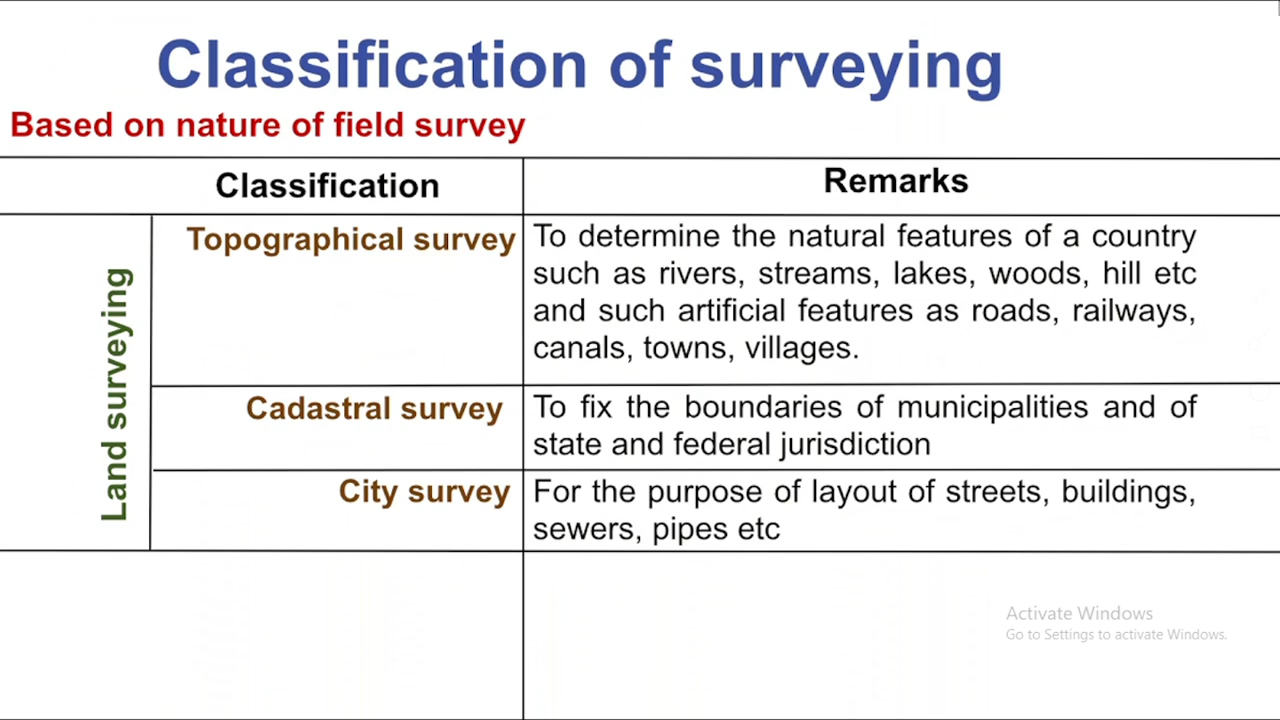 Classification of surveying
Based on nature of field survey
Classification
Remarks
Land surveying
Topographical survey
To determine the natural features of a country
such as rivers, streams, lakes, woods, hill etc
and such artificial features as roads, railways,
canals, towns, villages.
Cadastral survey
To fix the boundaries of municipalities and of
state and federal jurisdiction
City survey
For the purpose of layout of streets, buildings,
sewers, pipes etc
Activate Windows
Go to Settings to activate Windows.